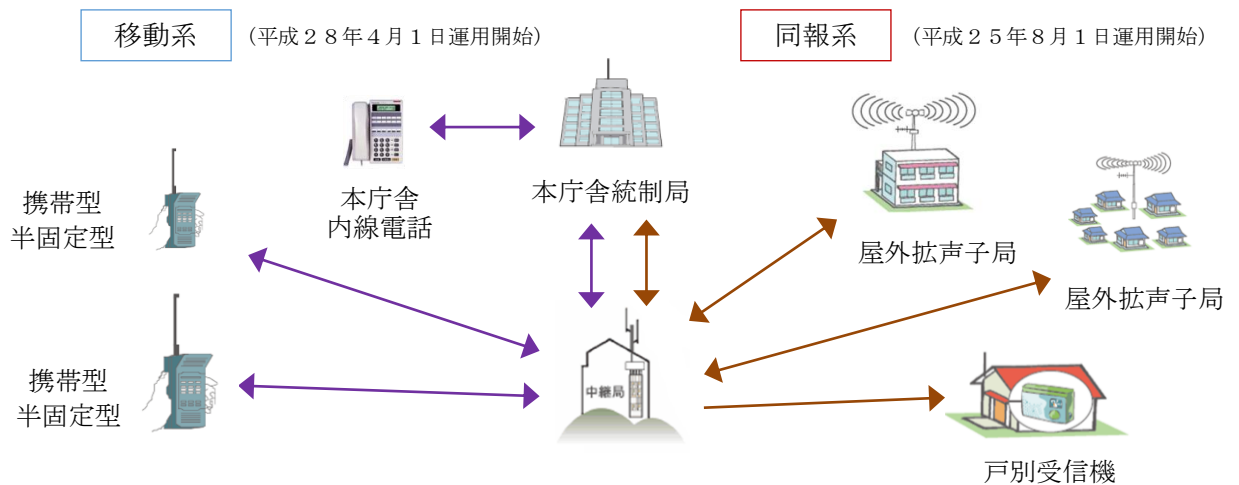 移動系 (平成28年4月1日運用開始)
同報系 (平成25年8月1日運用開始)
本庁舎
内線電話
本庁舎統制局
携帯型
半固定型
屋外拡声子局
屋外拡声子局
携帯型
半固定型
中継局
戸別受信機